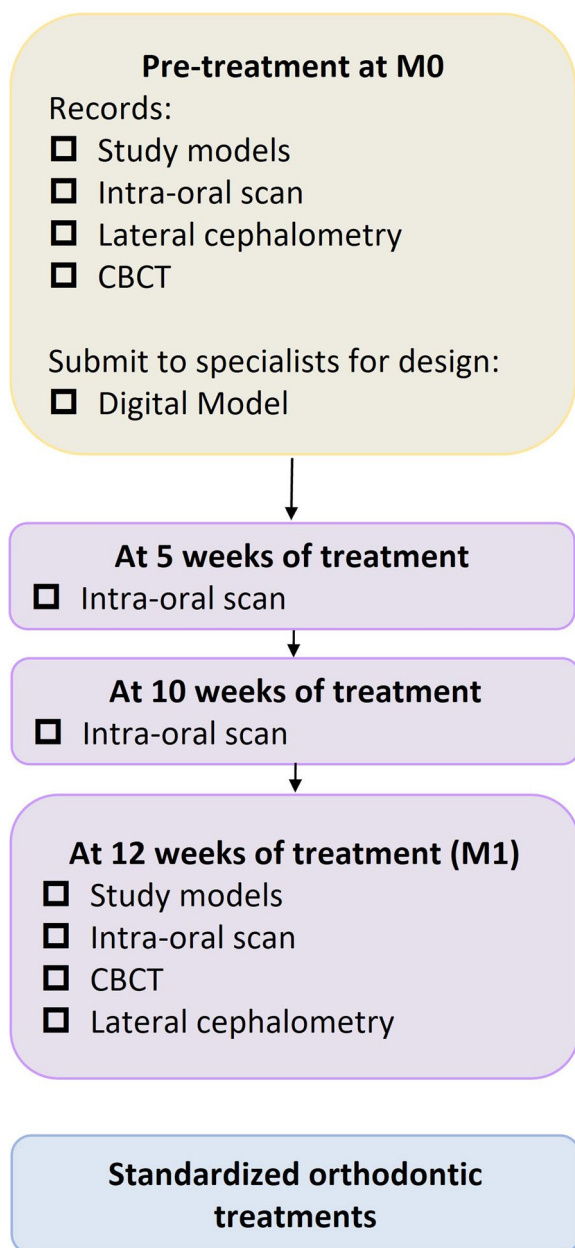 Pre-treatment at M0
Records:
Study models
Intra-oral scan
Lateral cephalometry
CBCT
Submit to specialists for design:
Digital Model
At 5 weeks of treatment
Intra-oral scan
At 10 weeks of treatment
Intra-oral scan
At 12 weeks of treatment (M1)
Study models
Intra-oral scan
CBCT
Lateral cephalometry
Standardized orthodontic
treatments